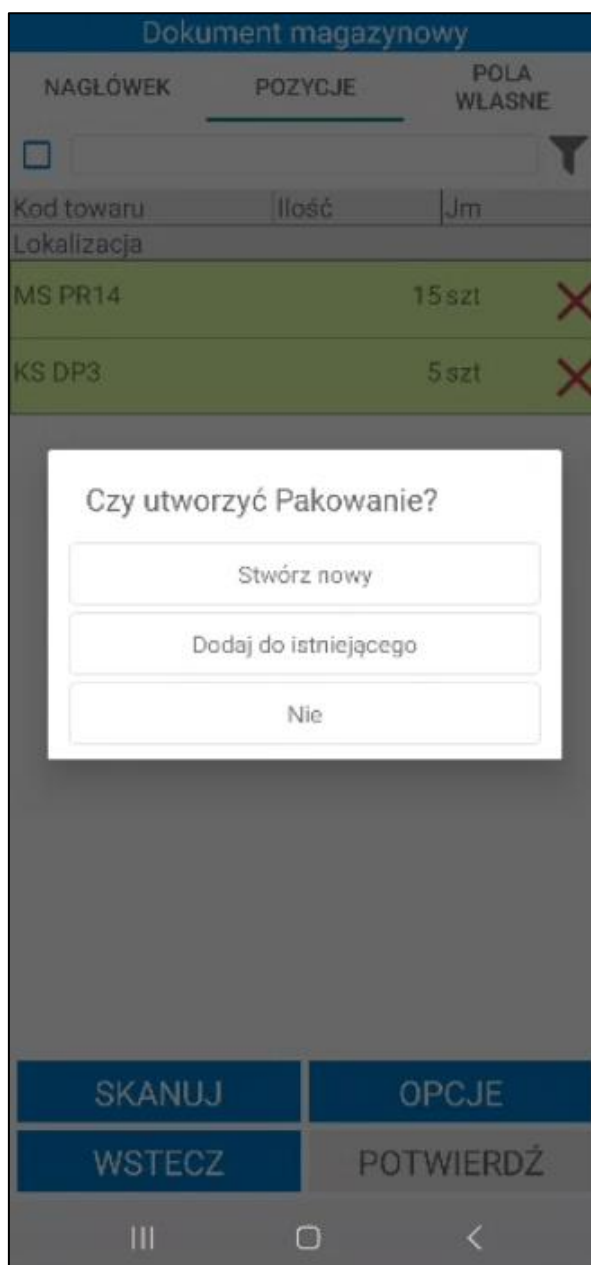 Dokument magazynowy
NAGŁÓWEK POZYCJE POLA WŁASNE
Kod towaru Ilość Jm
Lokalizacja
MS PR14 15 szt
KS DP3 5 szt
Czy utworzyć Pakowanie?
Stwórz nowy
Dodaj do istniejącego
Nie
SKANUJ OPCJE
WSTECZ POTWIERDŹ